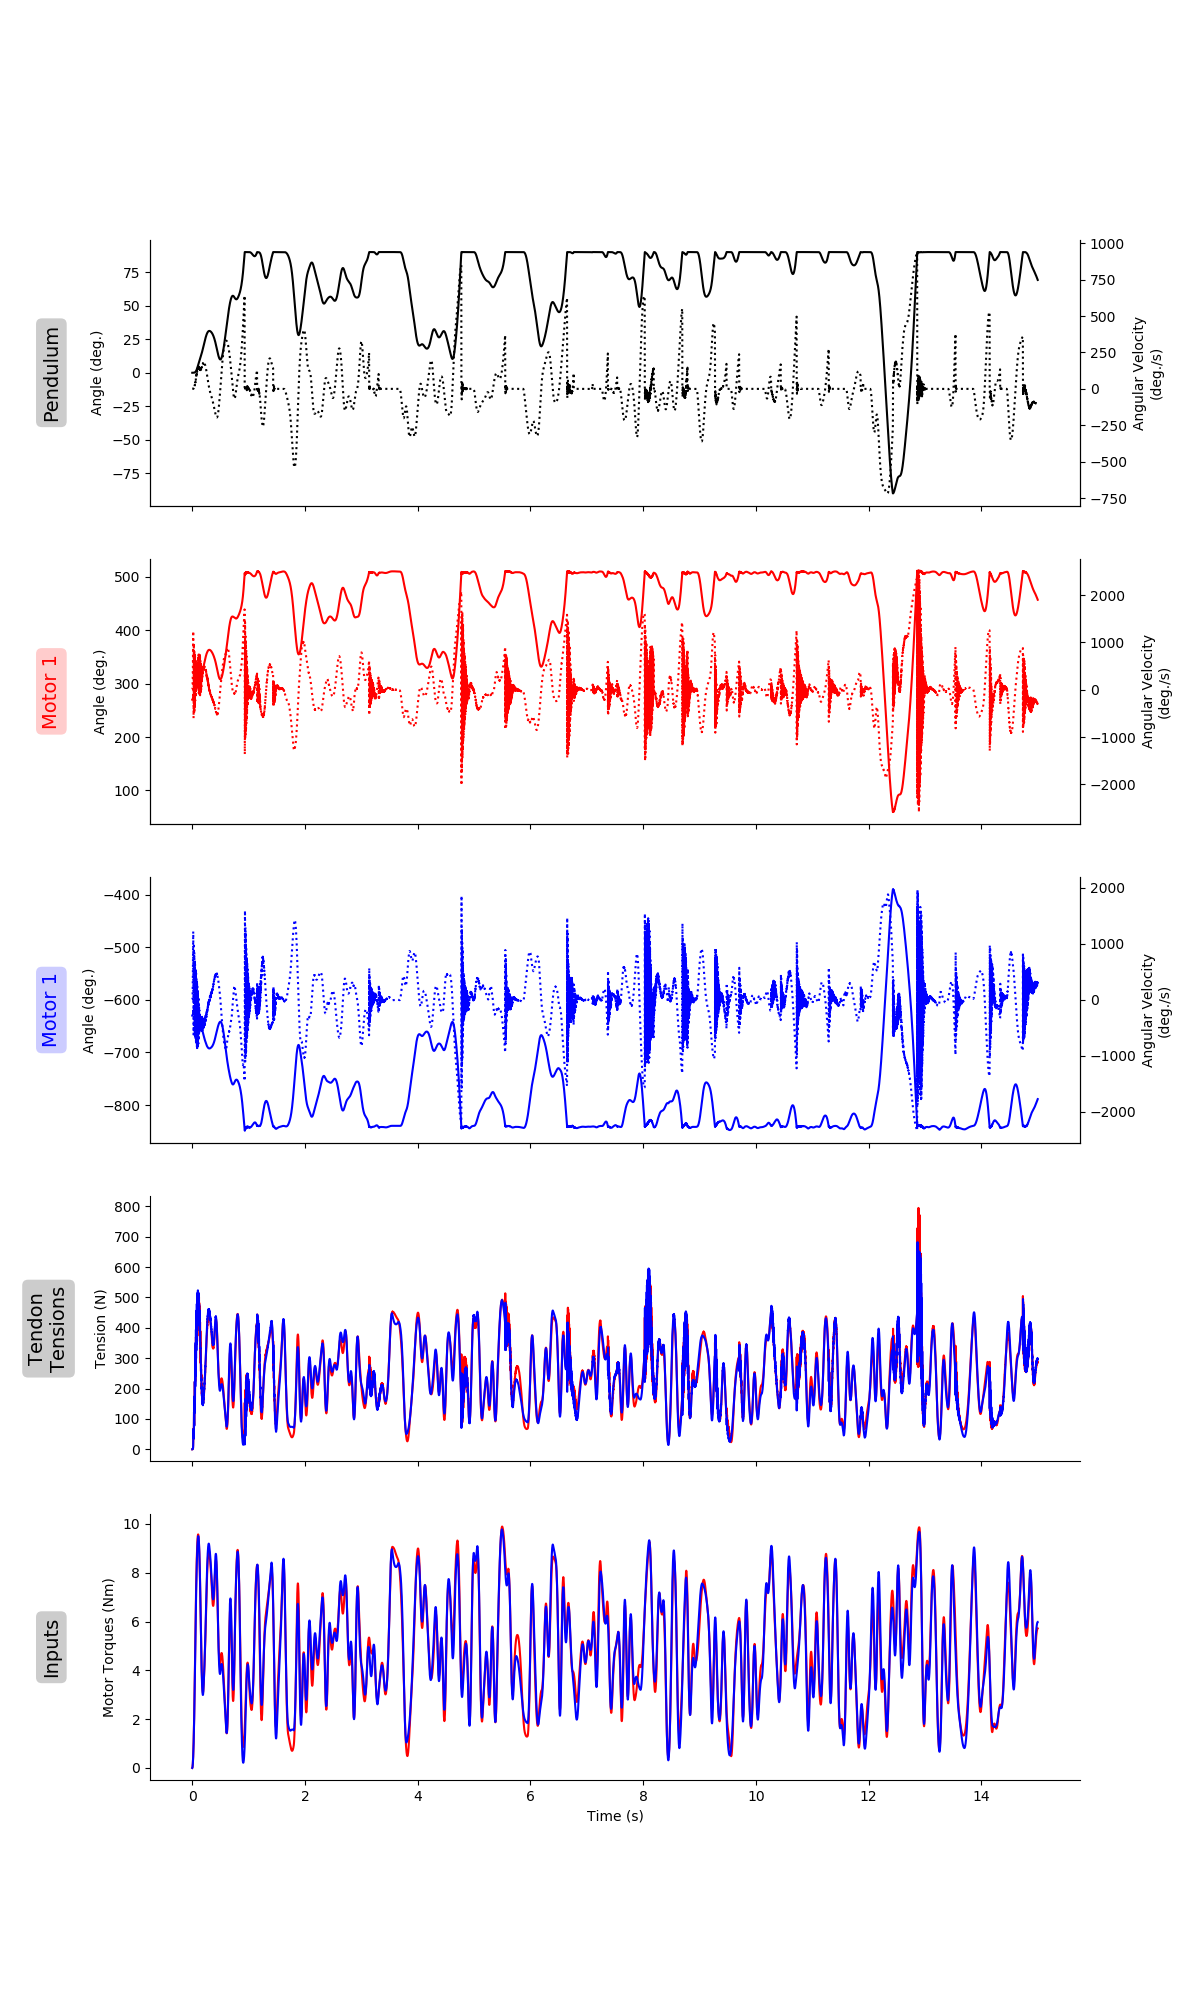 Pendulum
Angle (deg.)
75
50
25
0
−25
−50
−75
1000
750
500
250
0
−250
−500
−750
Angular Velocity
(deg./s)
Motor 1
Angle (deg.)
500
400
300
200
100
2000
1000
0
−1000
−2000
Angular Velocity
(deg./s)
Motor 1
Angle (deg.)
−400
−500
−600
−700
−800
2000
1000
0
−1000
−2000
Angular Velocity
(deg./s)
Tendon
Tensions
Tension (N)
800
700
600
500
400
300
200
100
0
Inputs
Motor Torques (Nm)
10
8
6
4
2
0
0 2 4 6 8 10 12 14
Time (s)